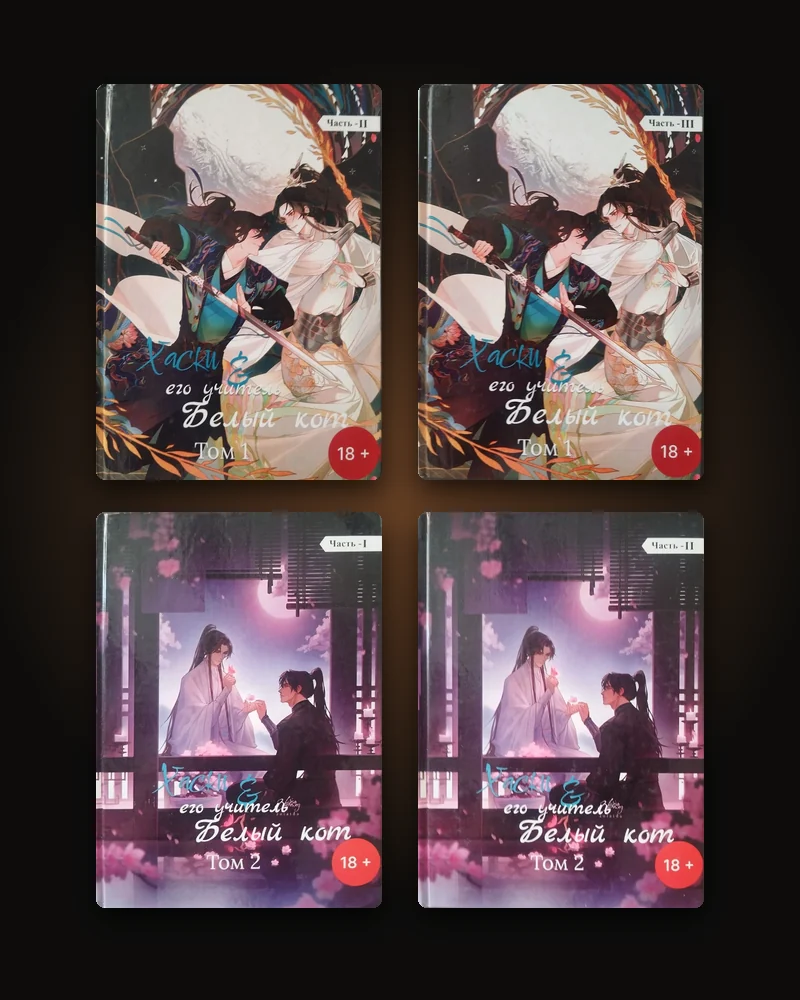 Часть -II
Хаски &
его учитель
Белый кот
Том 1
18 +
Часть -III
Хаски &
его учитель
Белый кот
Том 1
18 +
Часть -I
Хаски &
его учитель
Белый кот
Том 2
18 +
Часть -II
Хаски &
его учитель
Белый кот
Том 2
18 +